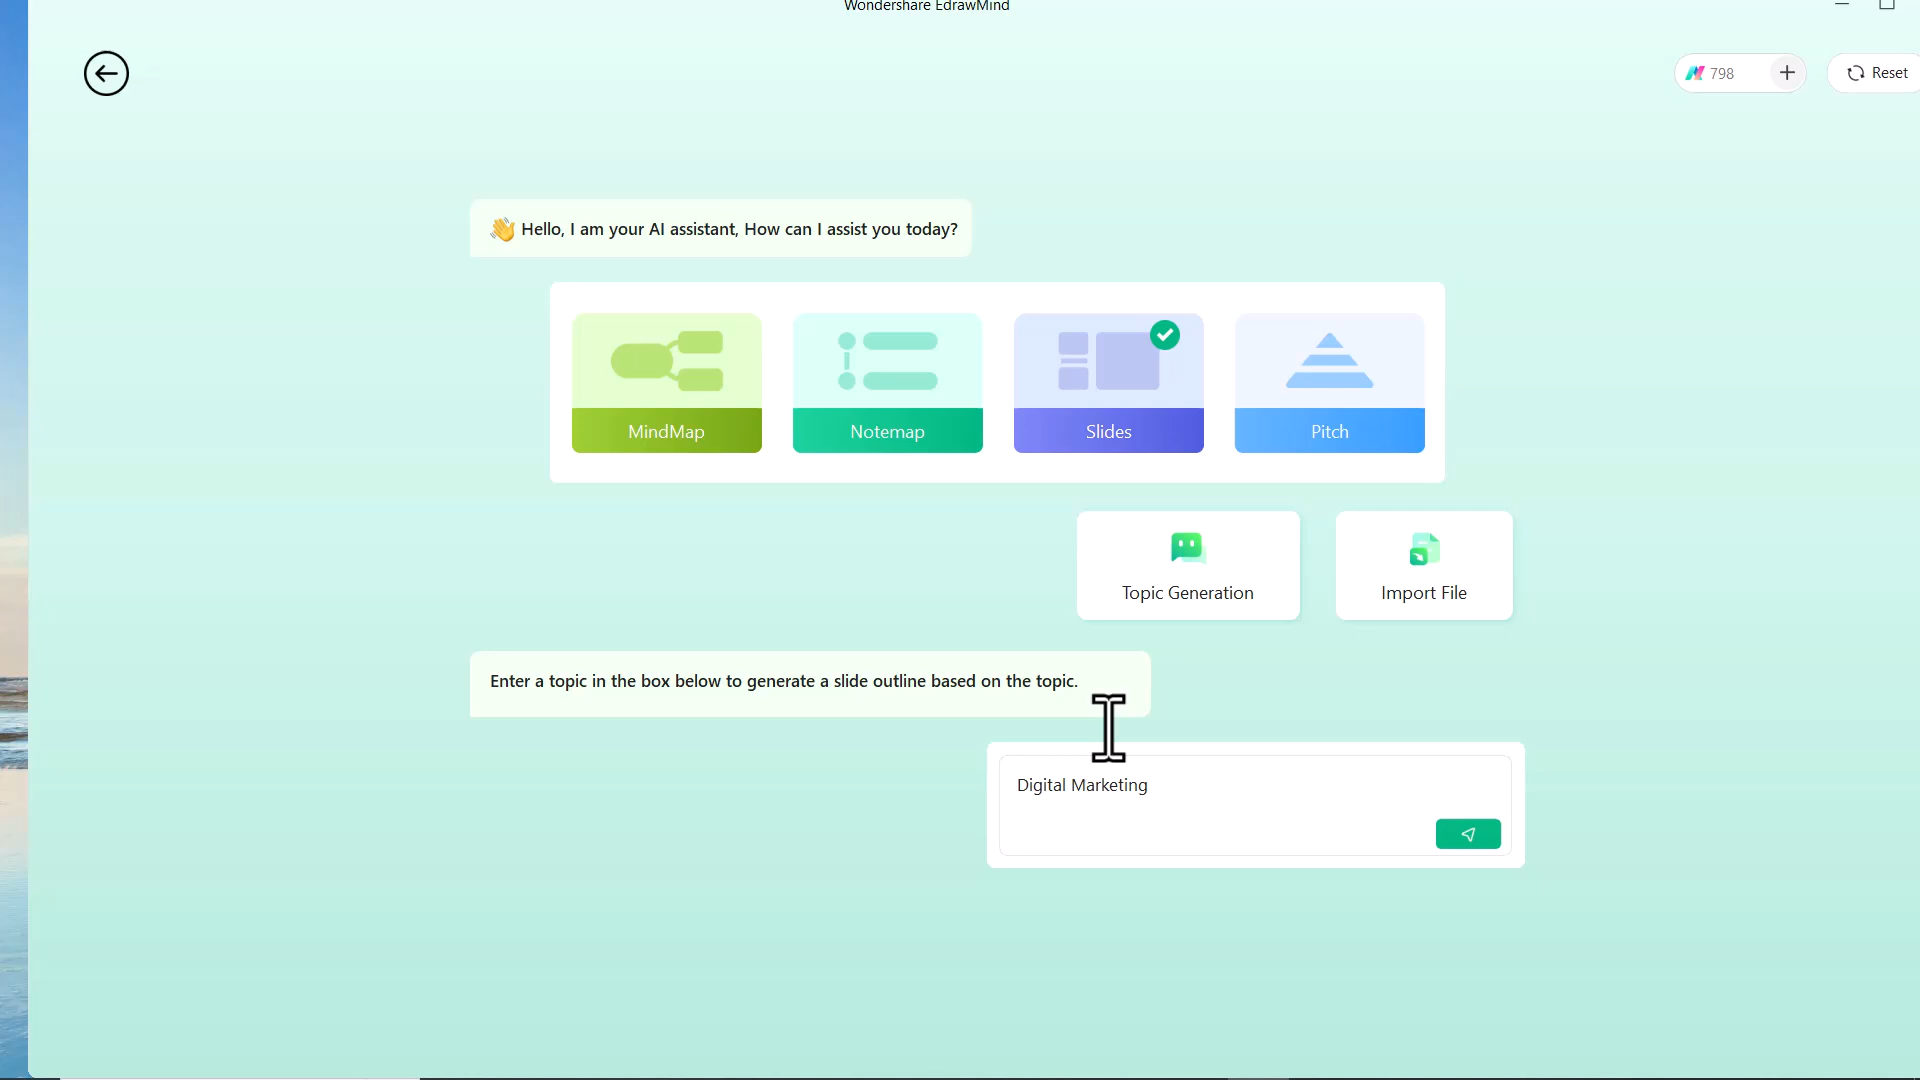 Wondershare EdrawMind
798
Reset
Hello, I am your AI assistant, How can I assist you today?
MindMap
Notemap
Slides
Pitch
Topic Generation
Import File
Enter a topic in the box below to generate a slide outline based on the topic.
Digital Marketing